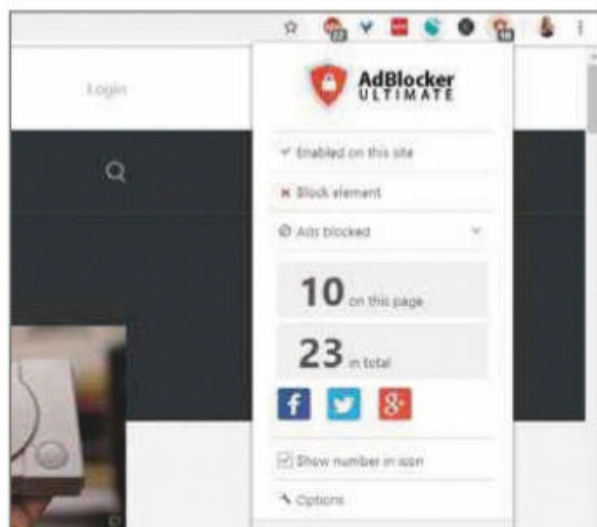 Login
AdBlocker
ULTIMATE
Enabled on this site
Block element
Ads blocked
10 on this page
23 in total
f
g+
Show number in icon
Options